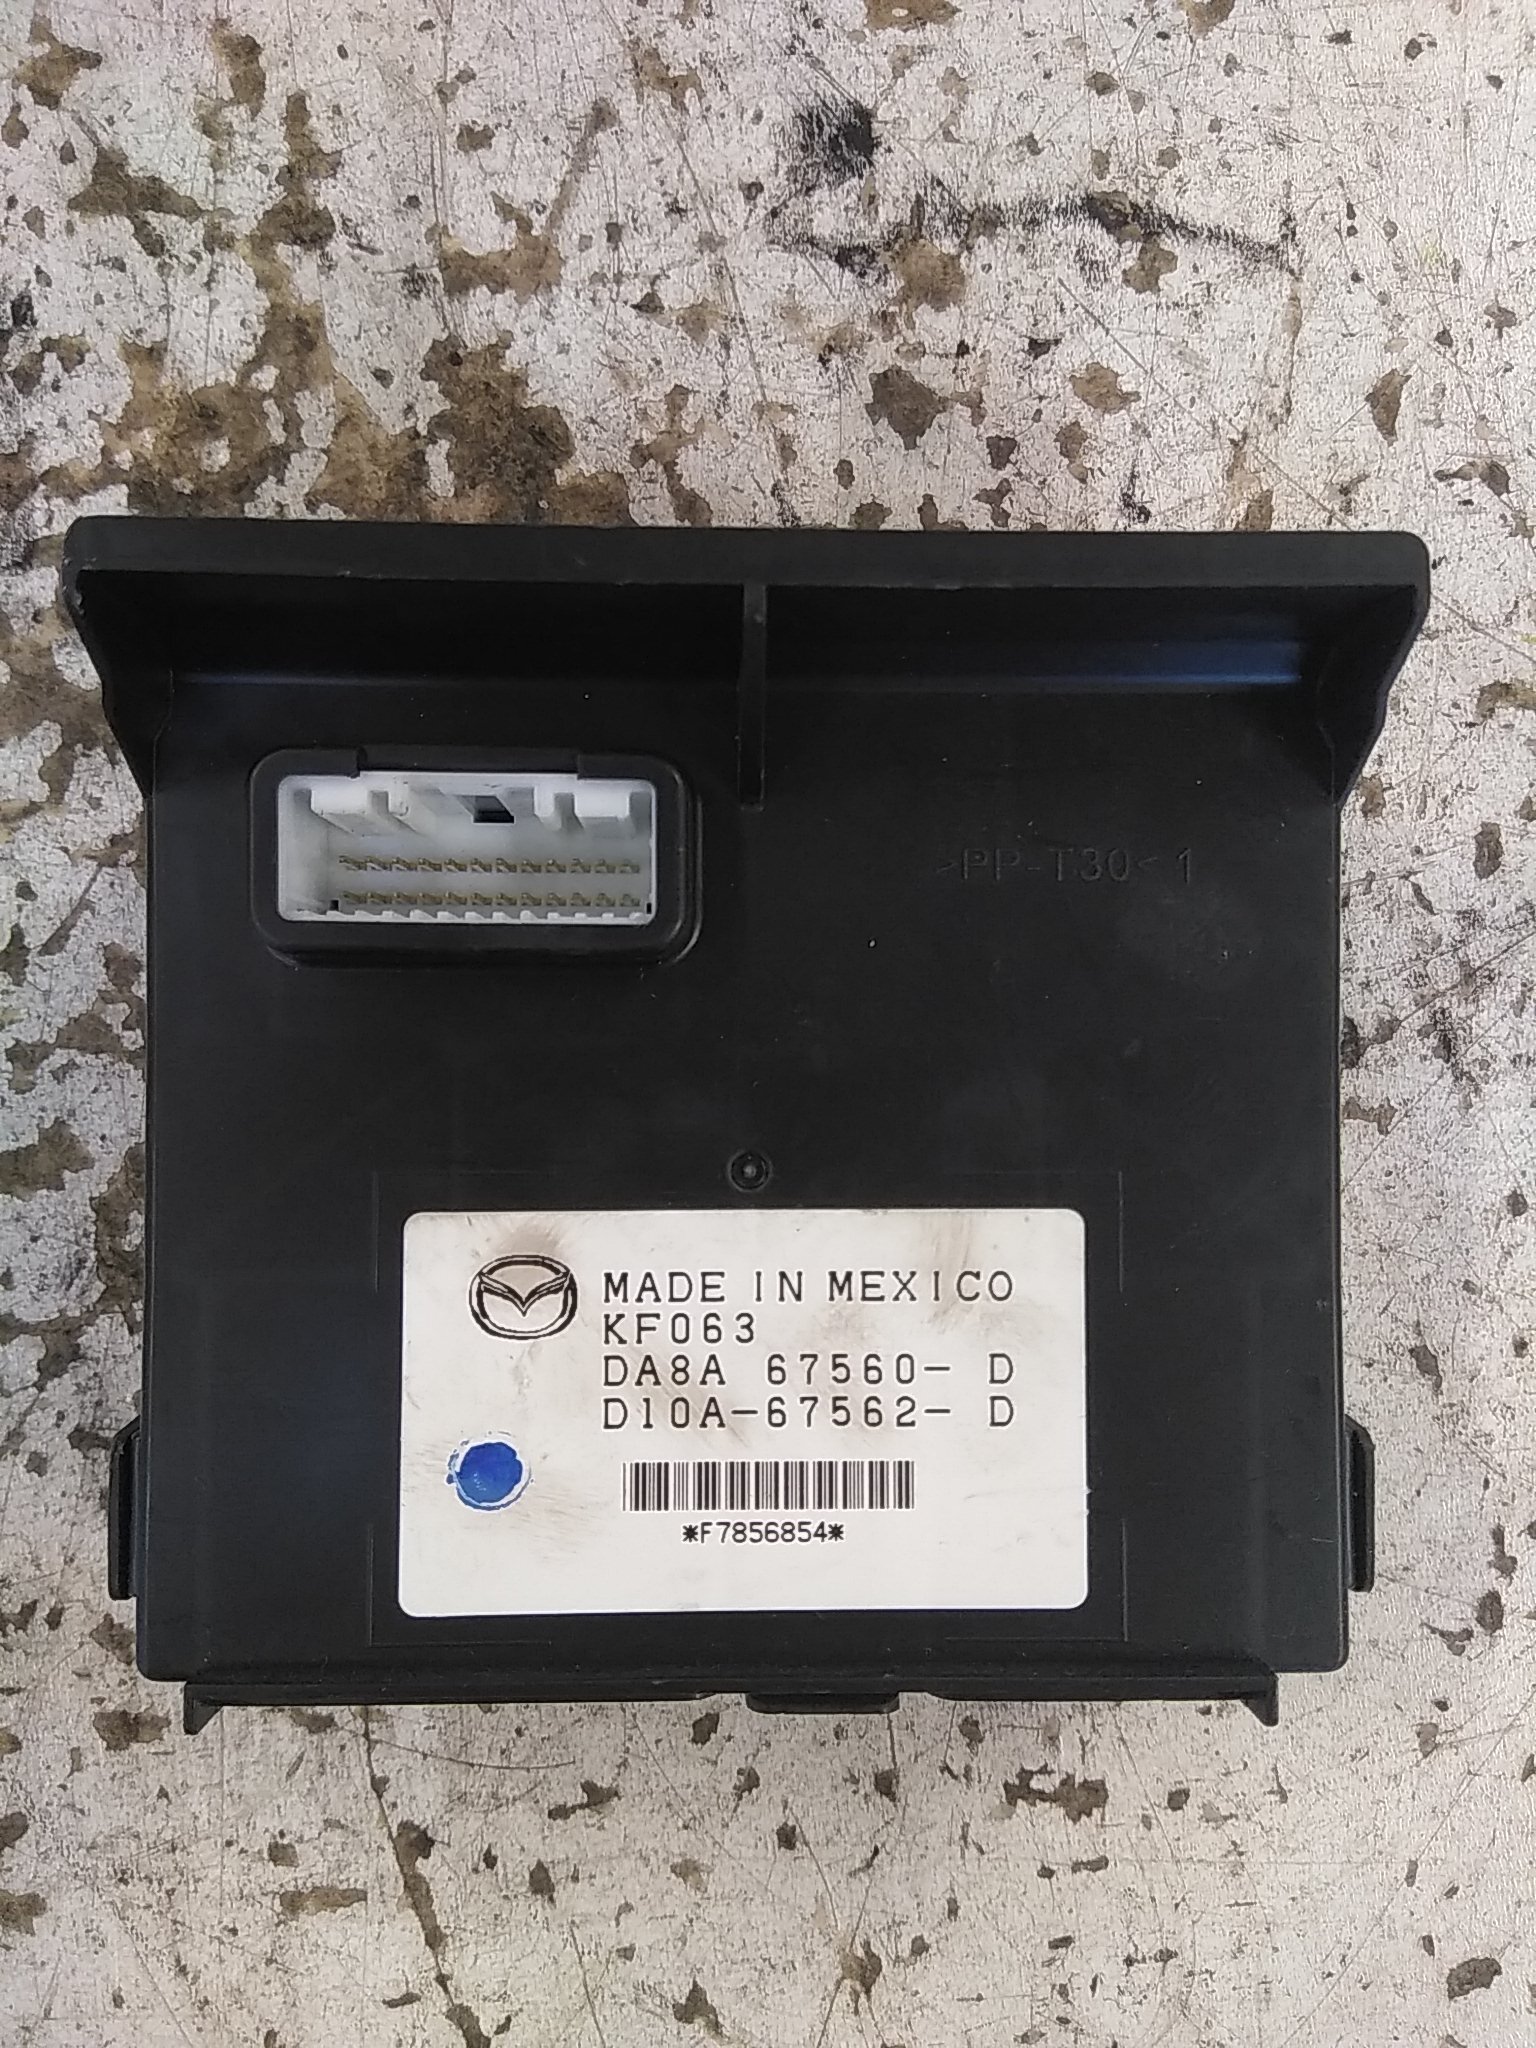 >PP-T30< 1
MADE IN MEXICO
KF063
DA8A 67560- D
D10A-67562- D
*F7856854*